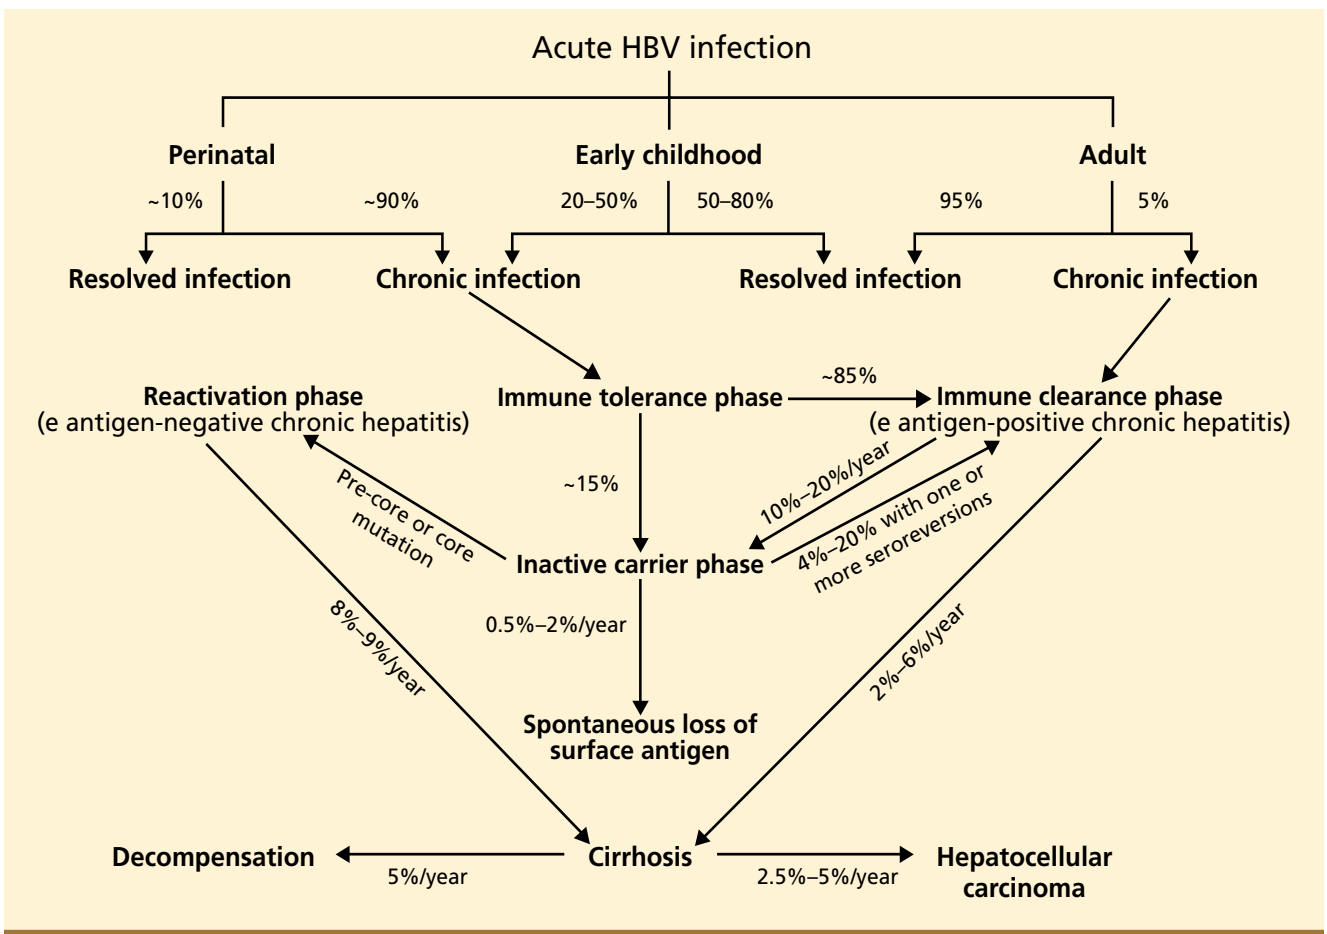 Acute HBV infection
Perinatal
Early childhood
Adult
~10%
~90%
20–50%
50–80%
95%
5%
Resolved infection
Chronic infection
Resolved infection
Chronic infection
Reactivation phase
(e antigen-negative chronic hepatitis)
Immune tolerance phase
~85%
Immune clearance phase
(e antigen-positive chronic hepatitis)
Pre-core or core
mutation
~15%
10%–20%/year
4%–20% with one or
more seroreversions
Inactive carrier phase
8%–9%/year
0.5%–2%/year
2%–6%/year
Spontaneous loss of
surface antigen
Decompensation
5%/year
Cirrhosis
2.5%–5%/year
Hepatocellular
carcinoma